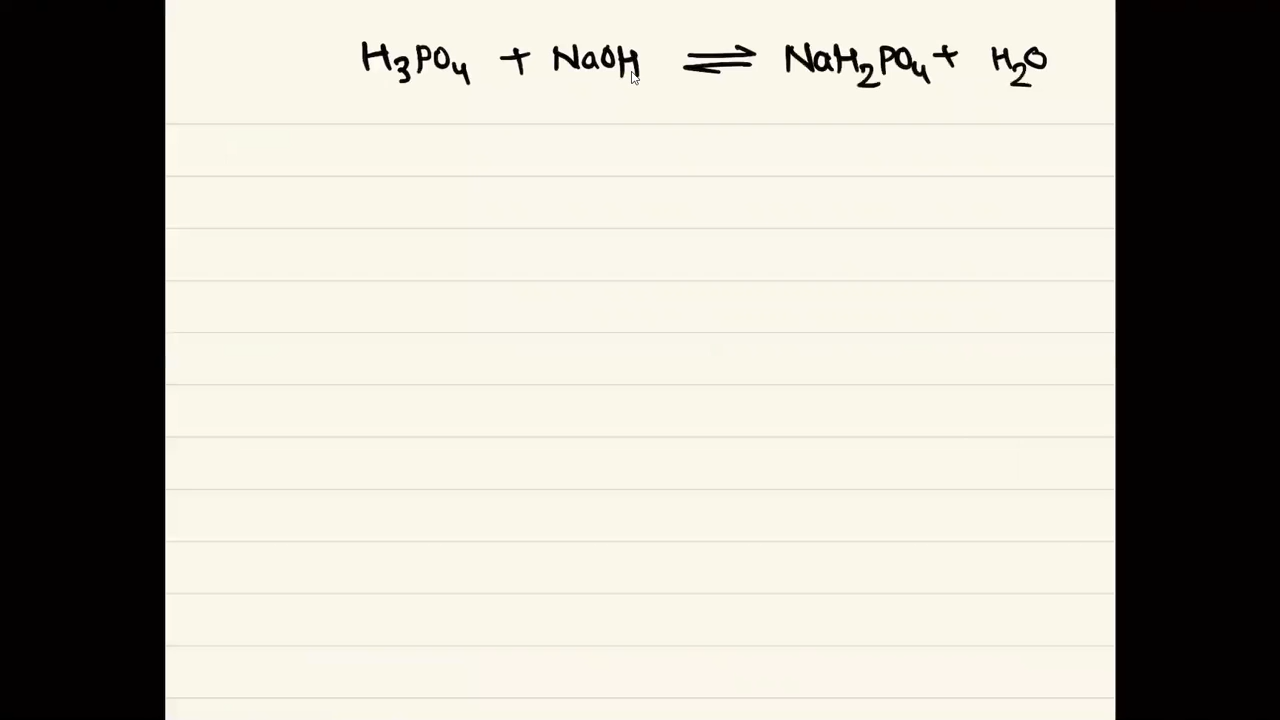 H₃PO₄ + NaOH ⇌ NaH₂PO₄ + H₂O